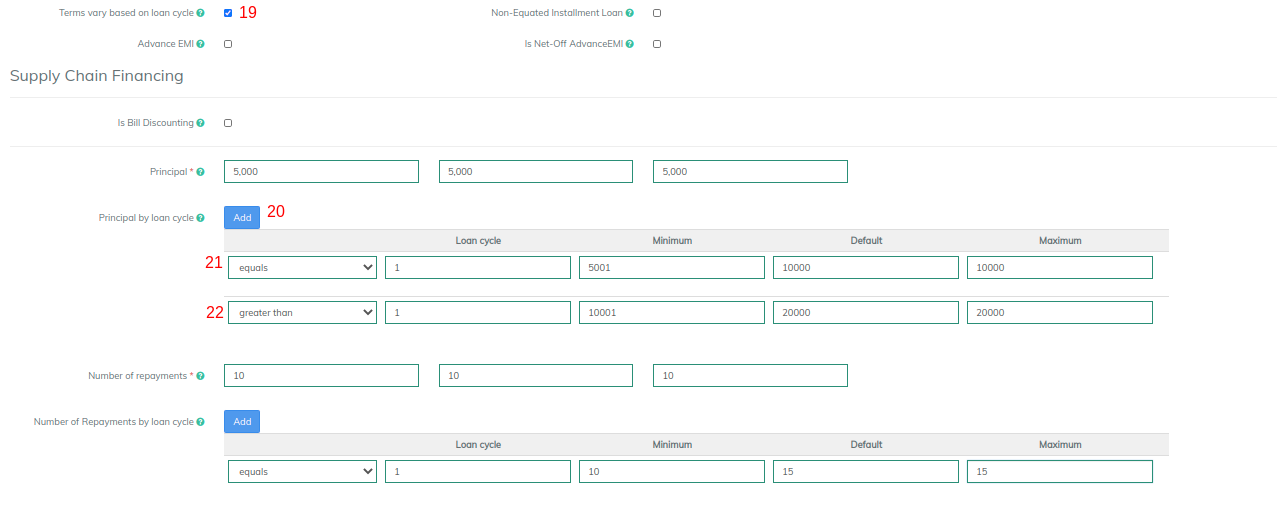 Terms vary based on loan cycle ? 19 Non-Equated Installment Loan ?
Advance EMI ? Is Net-Off AdvanceEMI ?
Supply Chain Financing
Is Bill Discounting ?
Principal * ? 5,000 5,000 5,000
Principal by loan cycle ? Add 20
Loan cycle Minimum Default Maximum
21 equals 1 5001 10000 10000
22 greater than 1 10001 20000 20000
Number of repayments * ? 10 10 10
Number of Repayments by loan cycle ? Add
Loan cycle Minimum Default Maximum
equals 1 10 15 15